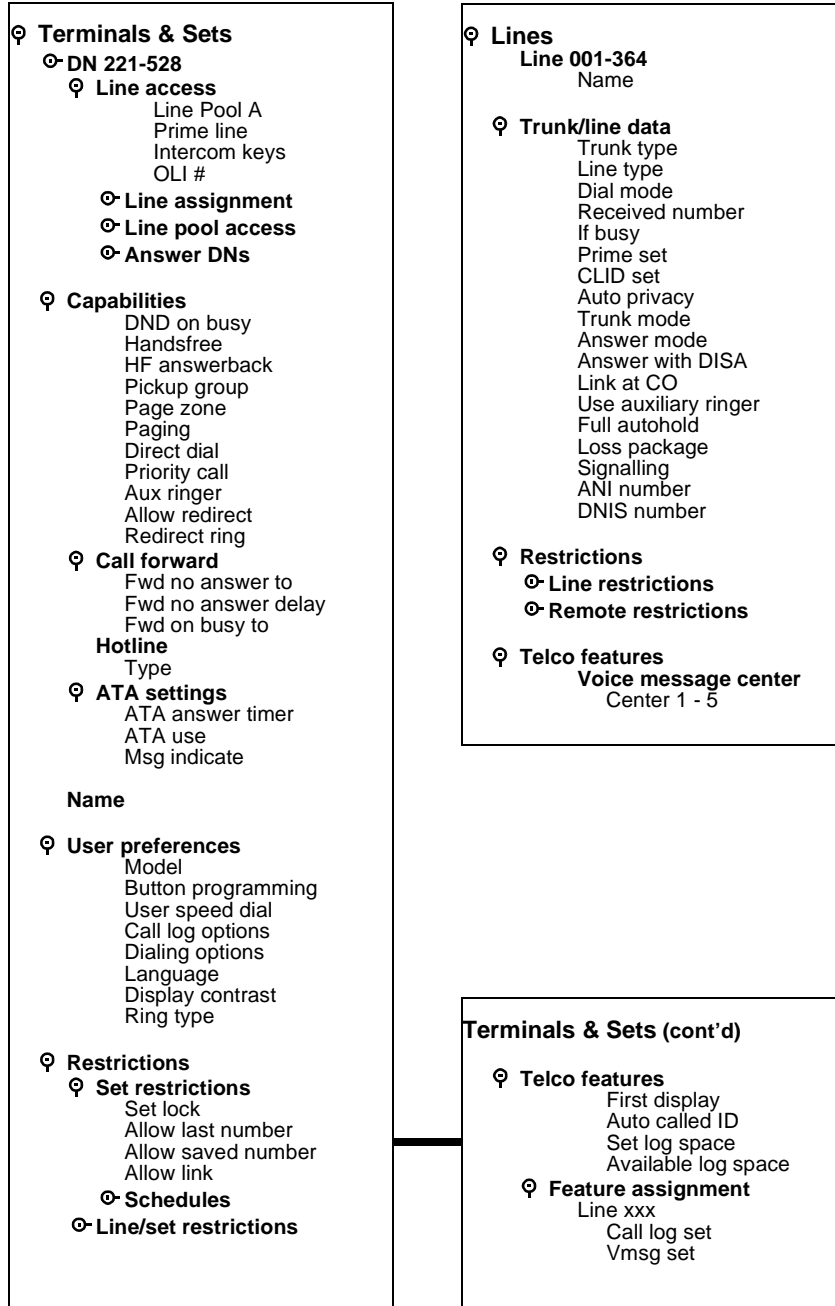 Terminals & Sets
DN 221-528
Line access
Line Pool A
Prime line
Intercom keys
OLI #
Line assignment
Line pool access
Answer DNs
Capabilities
DND on busy
Handsfree
HF answerback
Pickup group
Page zone
Paging
Direct dial
Priority call
Aux ringer
Allow redirect
Redirect ring
Call forward
Fwd no answer to
Fwd no answer delay
Fwd on busy to
Hotline
Type
ATA settings
ATA answer timer
ATA use
Msg indicate
Name
User preferences
Model
Button programming
User speed dial
Call log options
Dialing options
Language
Display contrast
Ring type
Restrictions
Set restrictions
Set lock
Allow last number
Allow saved number
Allow link
Schedules
Line/set restrictions
Lines
Line 001-364
Name
Trunk/line data
Trunk type
Line type
Dial mode
Received number
If busy
Prime set
CLID set
Auto privacy
Trunk mode
Answer mode
Answer with DISA
Link at CO
Use auxiliary ringer
Full autohold
Loss package
Signalling
ANI number
DNIS number
Restrictions
Line restrictions
Remote restrictions
Telco features
Voice message center
Center 1 - 5
Terminals & Sets (cont’d)
Telco features
First display
Auto called ID
Set log space
Available log space
Feature assignment
Line xxx
Call log set
Vmsg set